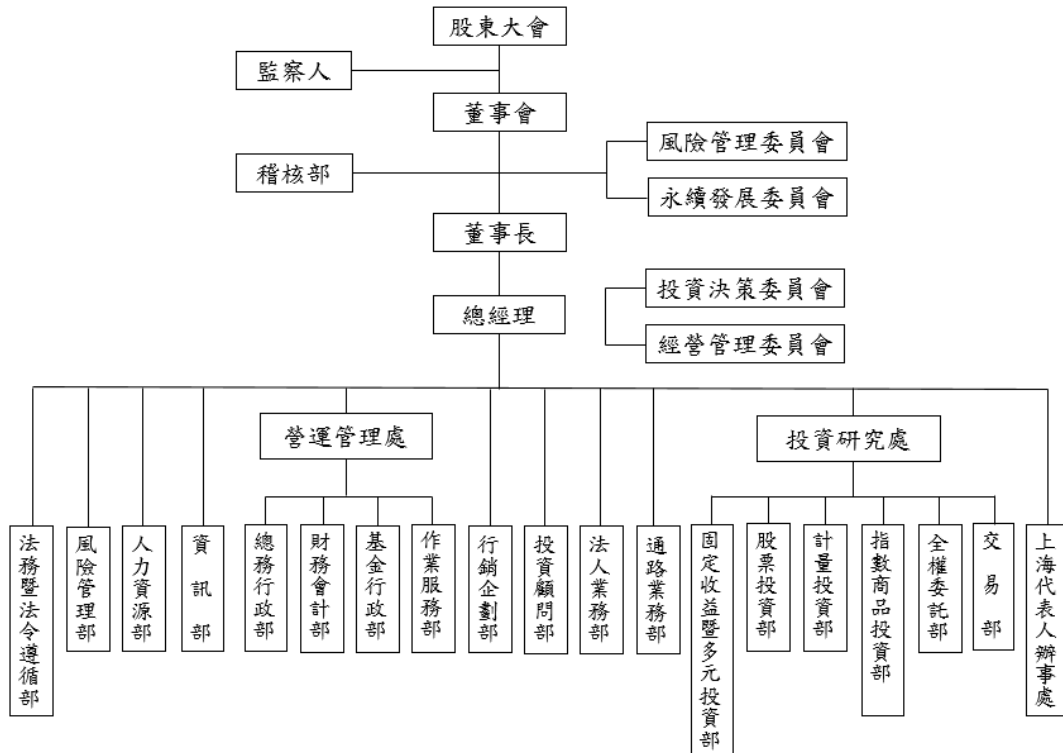 股東大會
監察人
董事會
風險管理委員會
稽核部
永續發展委員會
董事長
投資決策委員會
總經理
經營管理委員會
營運管理處
投資研究處
法務暨法令遵循部
風險管理部
人力資源部
資訊部
總務行政部
財務會計部
基金行政部
作業服務部
行銷企劃部
投資顧問部
法人業務部
通路業務部
固定收益暨多元投資部
股票投資部
計量投資部
指數商品投資部
全權委託部
交易部
上海代表人辦事處